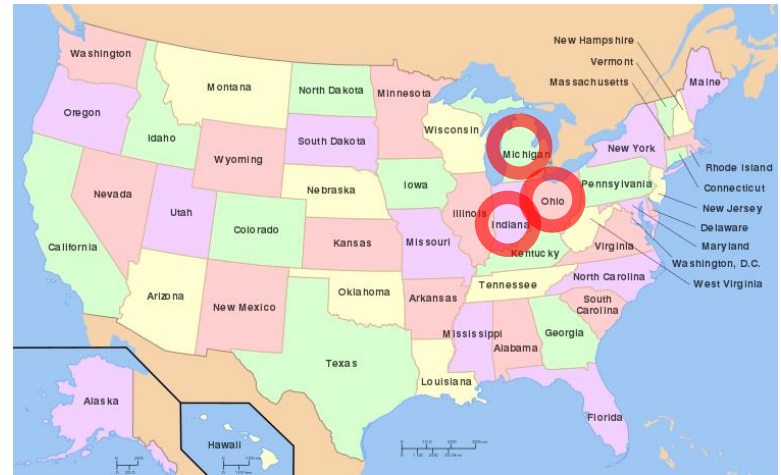 New Hampshire
Vermont
Massachusetts
Washington
Montana
North Dakota
Minnesota
Maine
Oregon
Idaho
Wyoming
South Dakota
Wisconsin
Michigan
New York
Rhode Island
Connecticut
New Jersey
Delaware
Maryland
Washington, D.C.
West Virginia
Nevada
Utah
Colorado
Nebraska
Iowa
Illinois
Indiana
Ohio
Pennsylvania
California
Kansas
Missouri
Kentucky
Virginia
Arizona
New Mexico
Oklahoma
Arkansas
Tennessee
North Carolina
South
Carolina
Texas
Louisiana
Mississippi
Alabama
Georgia
Florida
Alaska
Hawaii